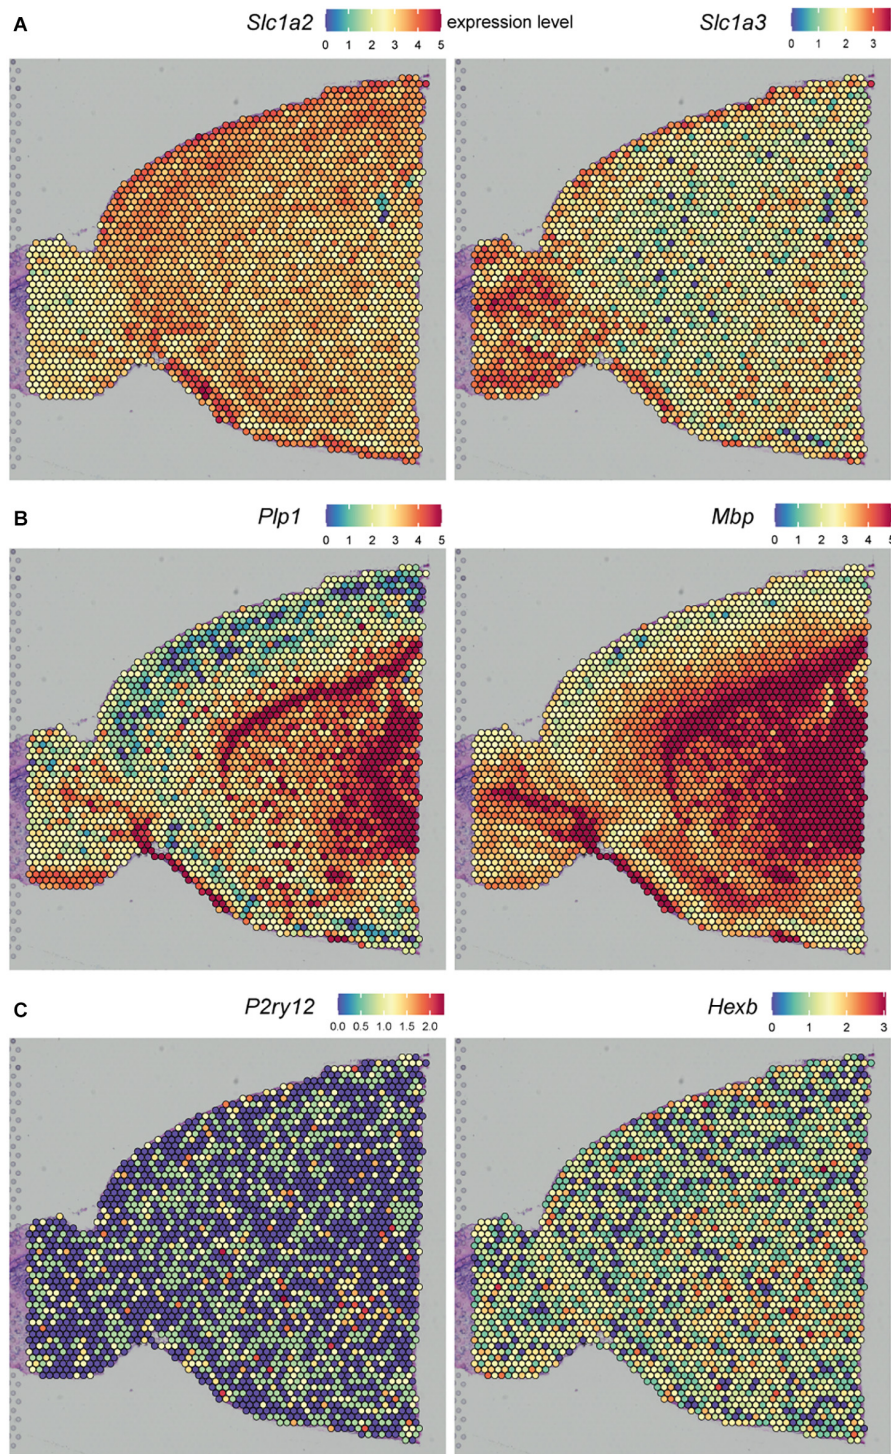 A Slc1a2 expression level Slc1a3
0 1 2 3 4 5 0 1 2 3
B Plp1 Mbp
0 1 2 3 4 5 0 1 2 3 4 5
C P2ry12 Hexb
0.0 0.5 1.0 1.5 2.0 0 1 2 3